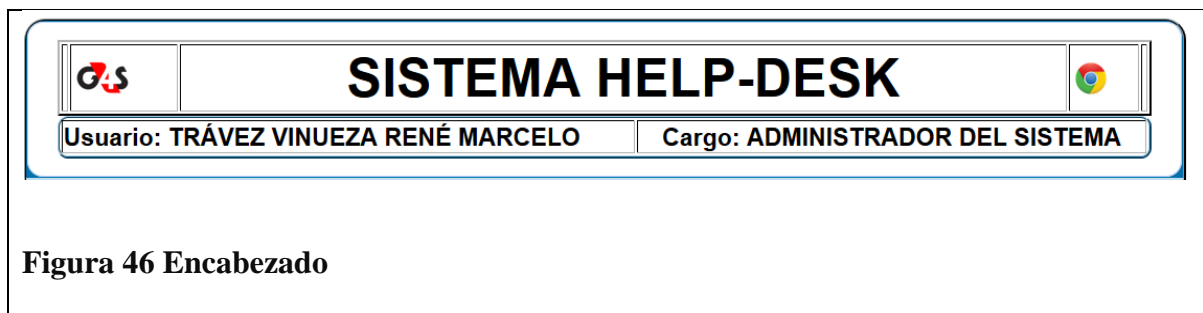 G4S SISTEMA HELP-DESK
Usuario: TRÁVEZ VINUEZA RENÉ MARCELO Cargo: ADMINISTRADOR DEL SISTEMA
Figura 46 Encabezado